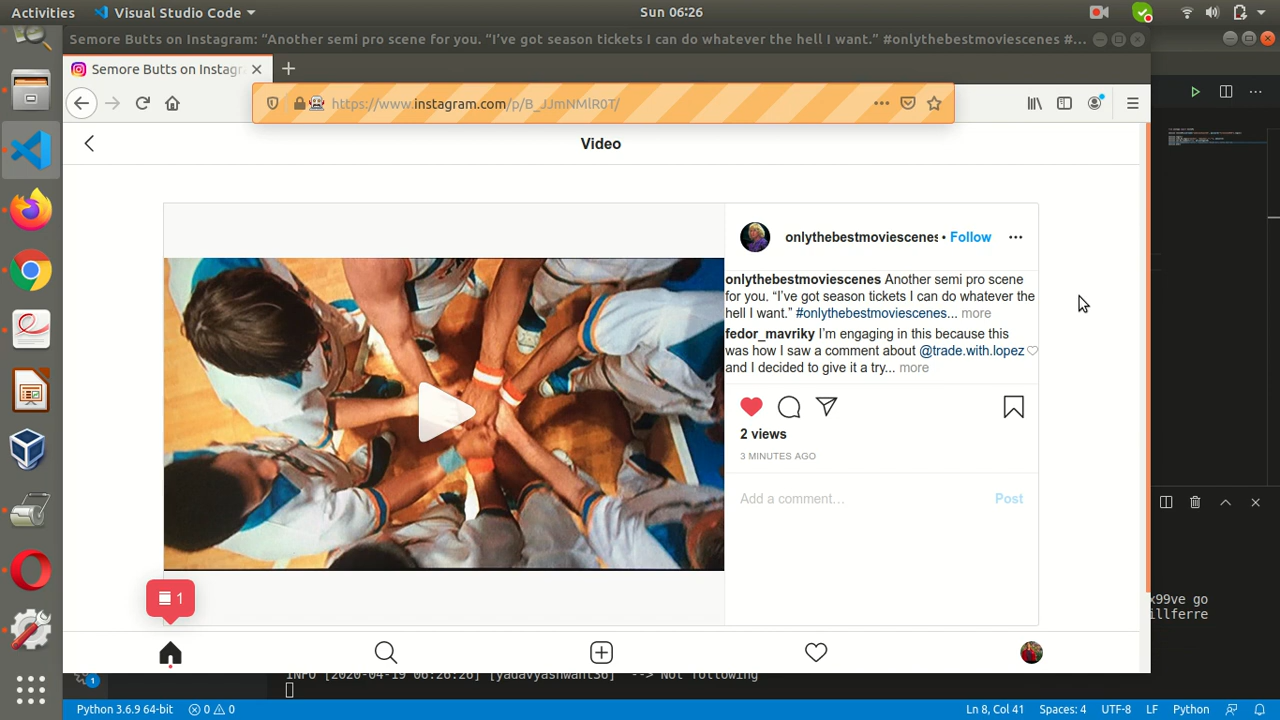 Activities Visual Studio Code Sun 06:26
Semore Butts on Instagram: “Another semi pro scene for you. “I’ve got season tickets I can do whatever the hell I want.” #onlythebestmoviescenes #...
Semore Butts on Instagr
https://www.instagram.com/p/B_JJmNMlR0T/
Video
onlythebestmoviescenes • Follow
onlythebestmoviescenes Another semi pro scene
for you. “I’ve got season tickets I can do whatever the
hell I want.” #onlythebestmoviescenes... more
fedor_mavriky I’m engaging in this because this
was how I saw a comment about @trade.with.lopez
and I decided to give it a try... more
2 views
3 MINUTES AGO
Add a comment... Post
1
x99ve go
illferre
INFO [2020-04-19 06:26:26] [yadavyashwant36] --> Not following
1
Python 3.6.9 64-bit 0 0 Ln 8, Col 41 Spaces: 4 UTF-8 LF Python